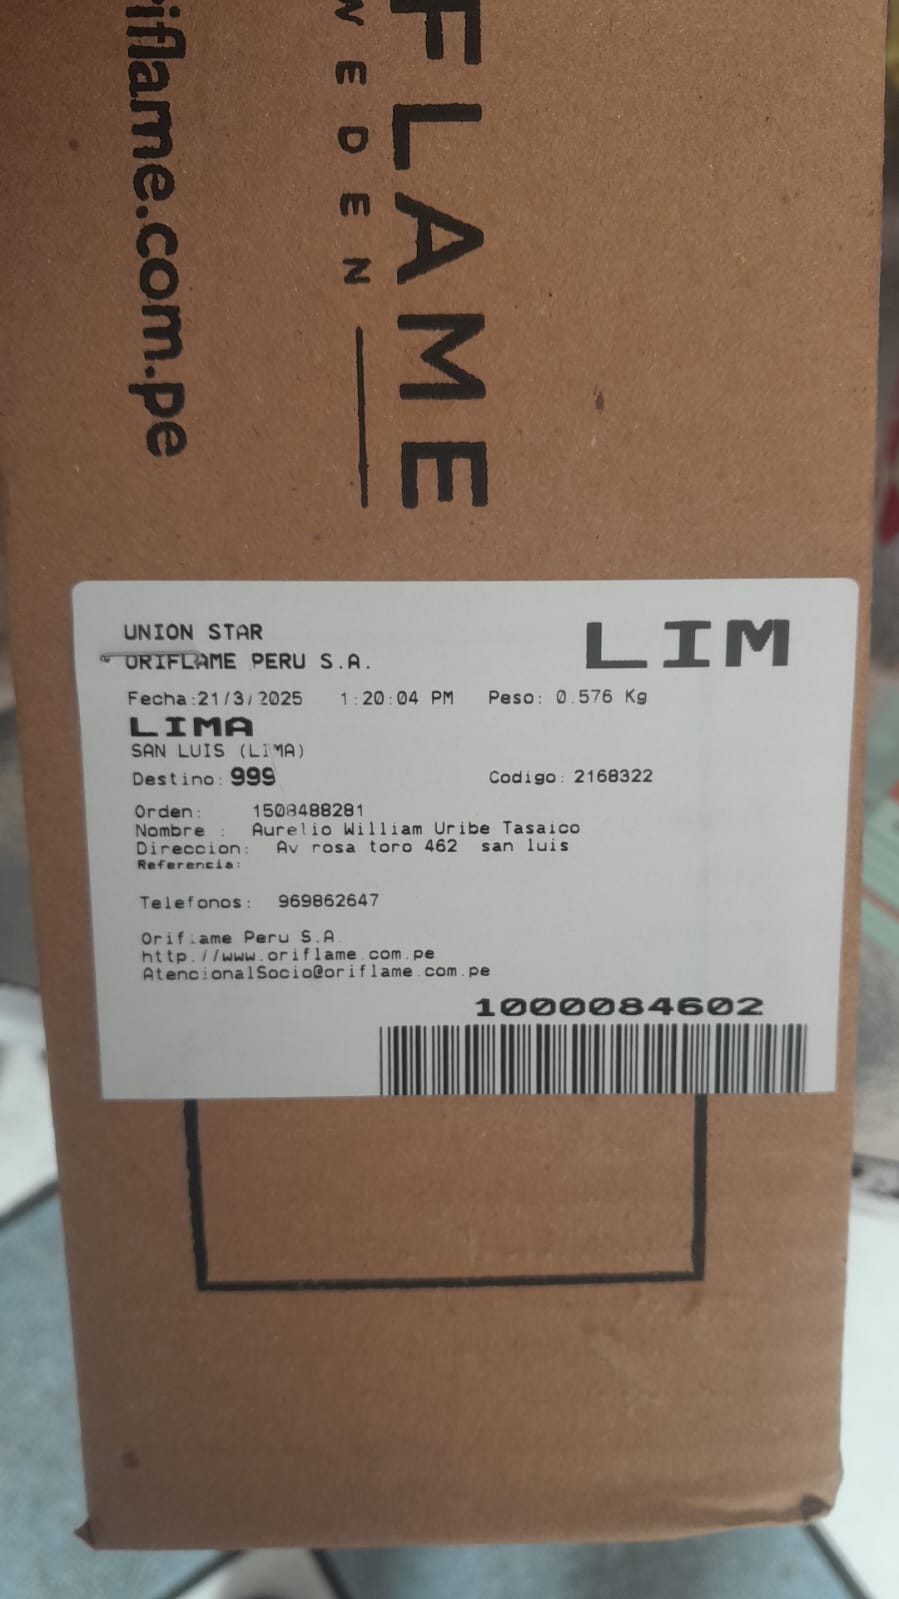 iflame.com.pe
WEDEN
FLAME
UNION STAR
LIM
ORIFLAME PERU S.A.
Fecha:21/3/2025 1:20:04 PM Peso: 0.576 Kg
LIMA
SAN LUIS (LIMA)
Destino: 999 Codigo: 2168322
Orden: 1508488281
Nombre : Aurelio William Uribe Tasaico
Direccion: Av rosa toro 462 san luis
Referencia:
Telefonos: 969862647
Oriflame Peru S.A.
http://www.oriflame.com.pe
AtencionalSocio@oriflame.com.pe
1000084602